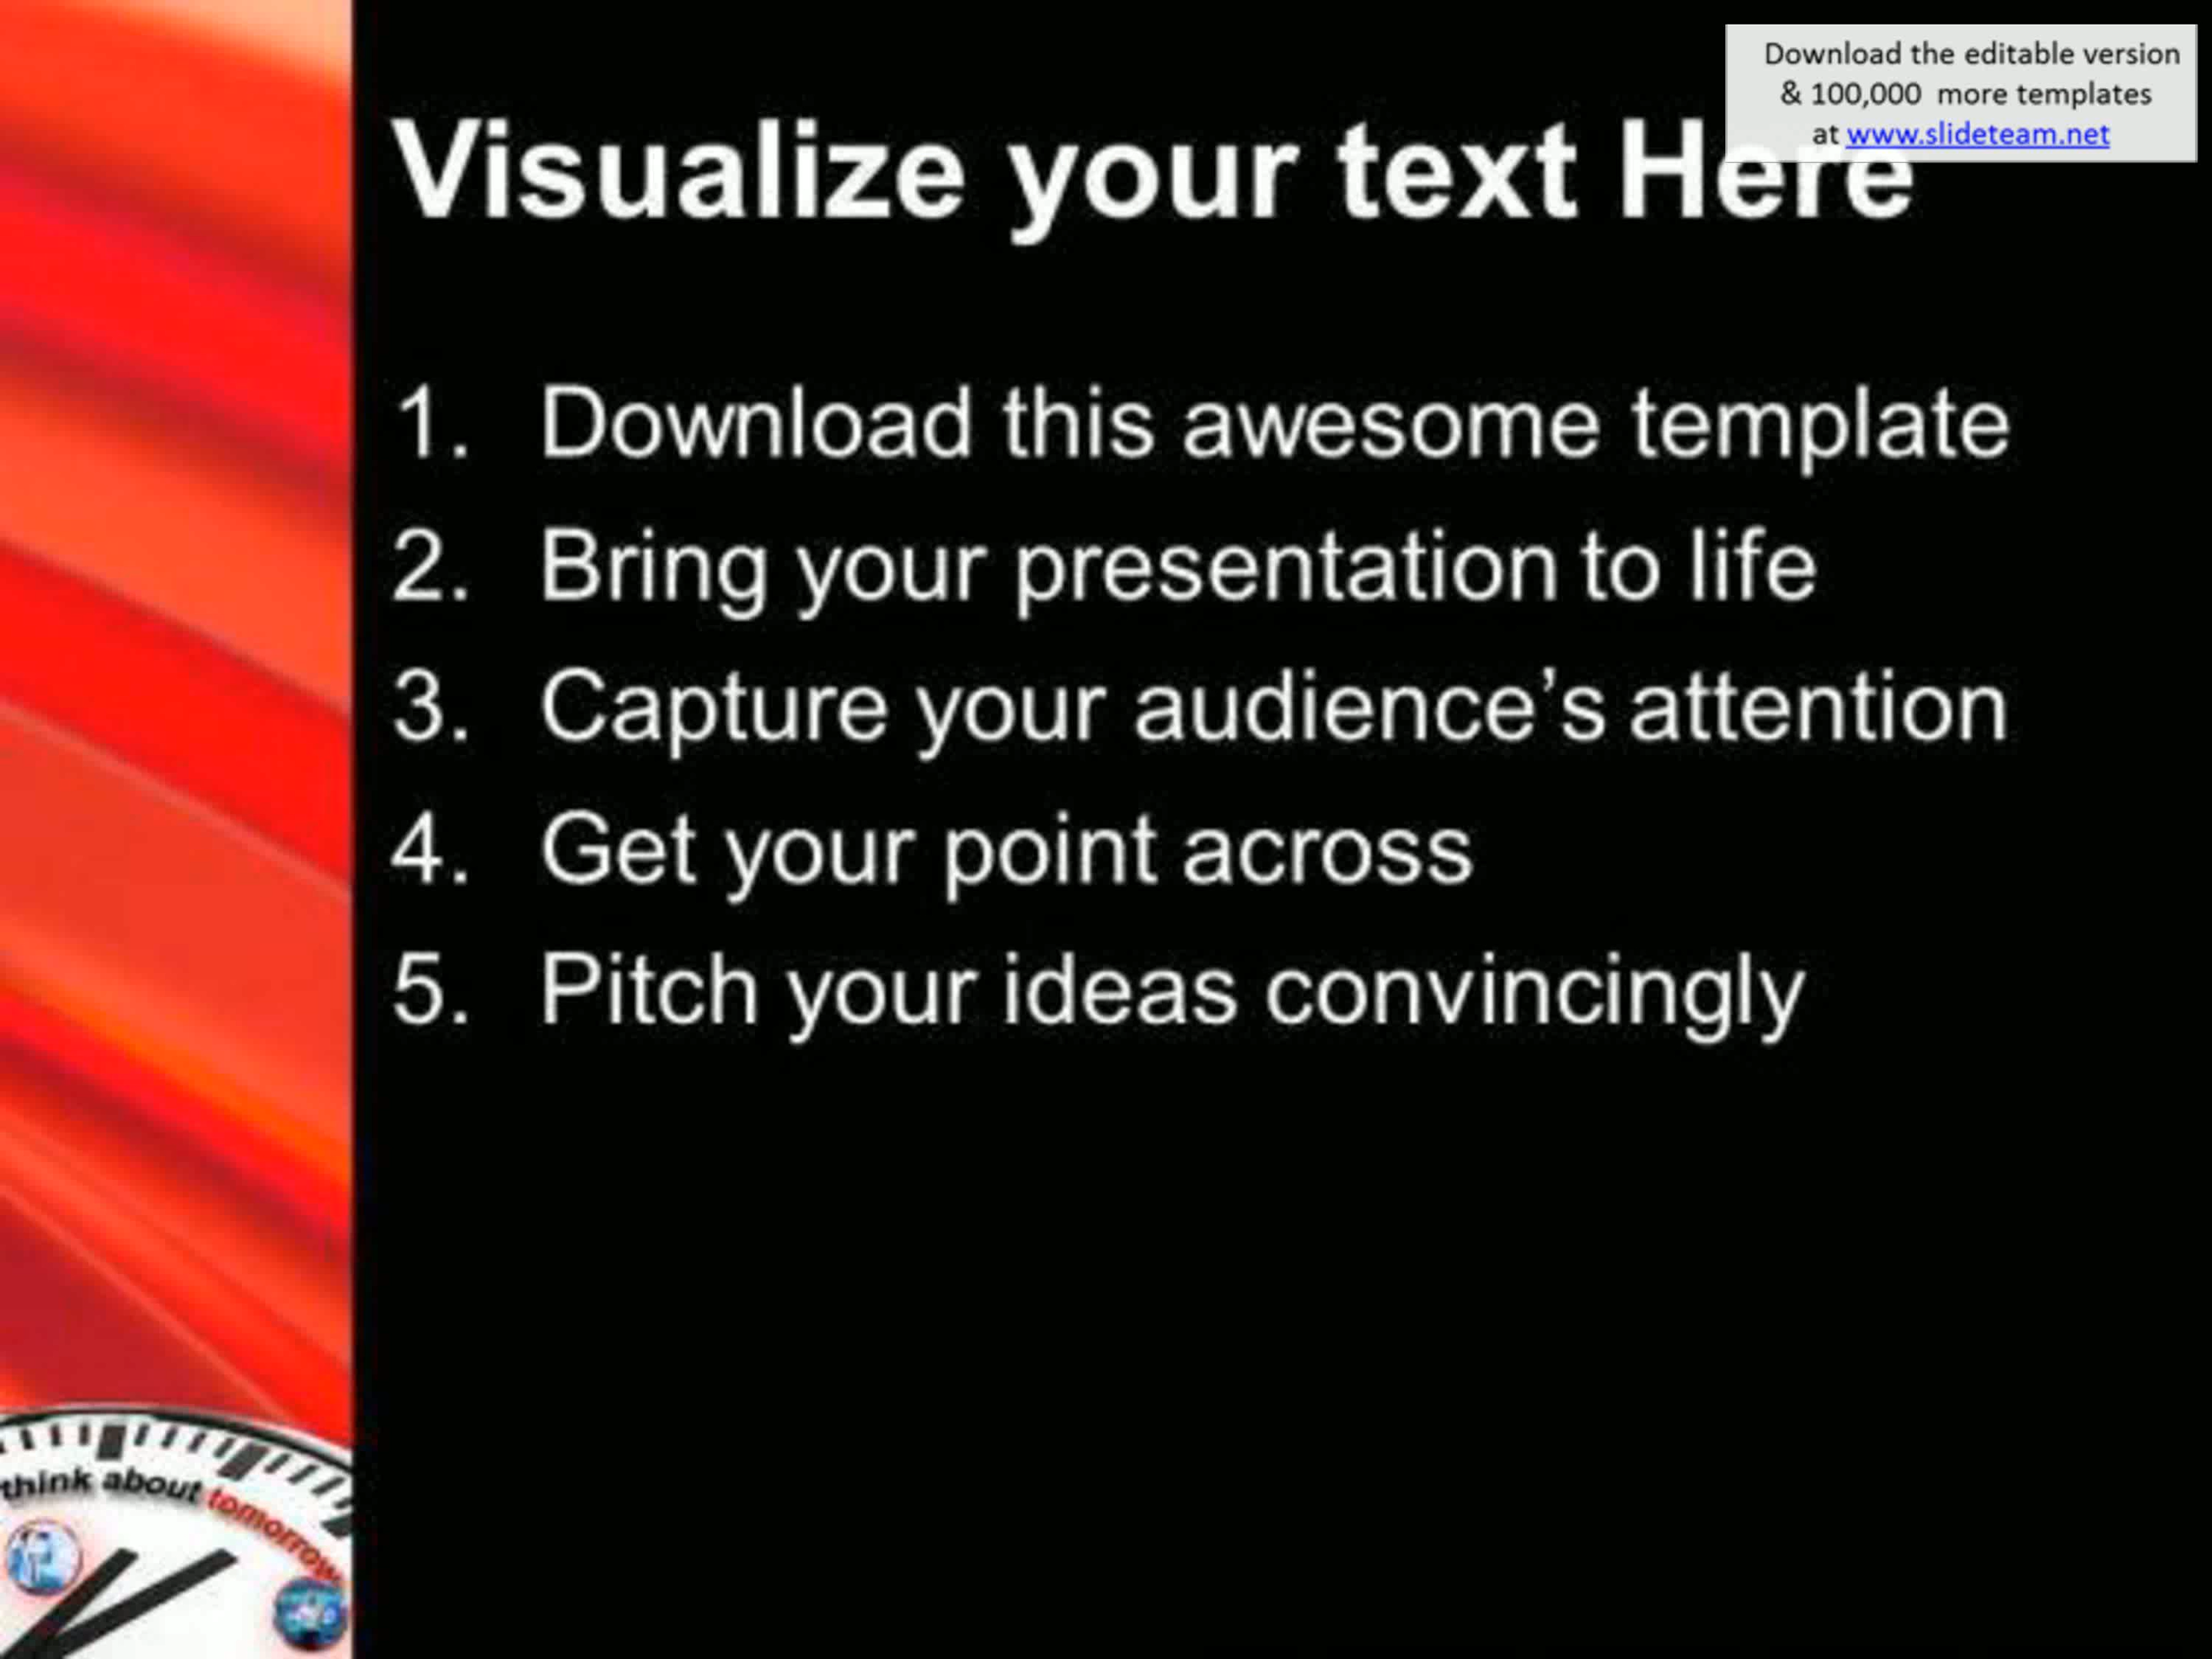 Download the editable version
& 100,000 more templates
at www.slideteam.net
Visualize your text Here
1. Download this awesome template
2. Bring your presentation to life
3. Capture your audience’s attention
4. Get your point across
5. Pitch your ideas convincingly
think about tomorrow